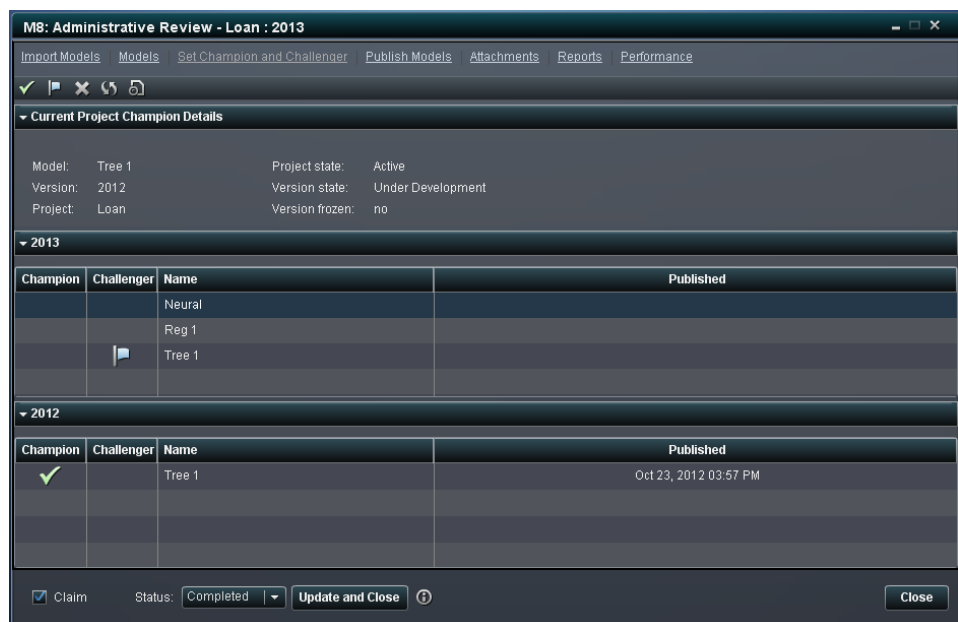 M8: Administrative Review - Loan : 2013
Import Models Models Set Champion and Challenger Publish Models Attachments Reports Performance
Current Project Champion Details
Model: Tree 1 Project state: Active
Version: 2012 Version state: Under Development
Project: Loan Version frozen: no
2013
Champion Challenger Name Published
Neural
Reg 1
Tree 1
2012
Champion Challenger Name Published
Tree 1 Oct 23, 2012 03:57 PM
Claim Status: Completed Update and Close Close